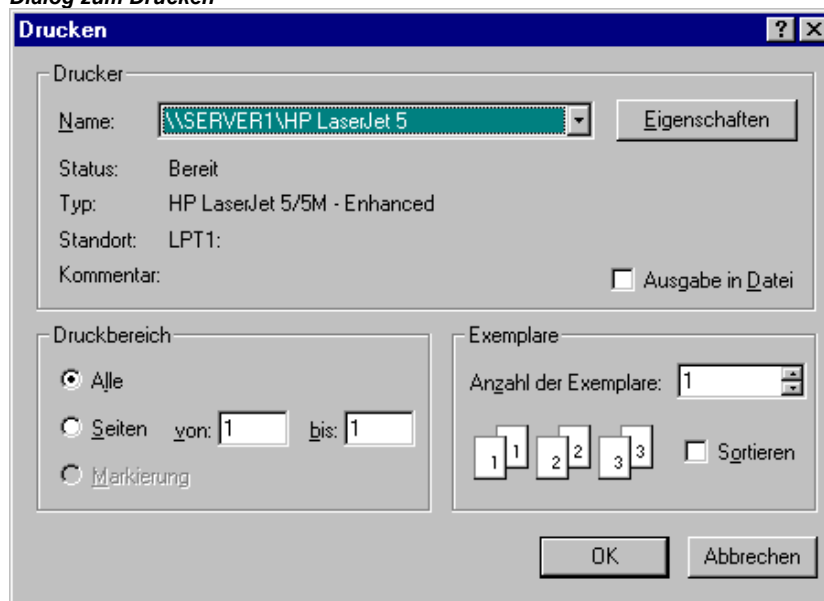 Dialog zum Drucken
Drucken
Drucker
Name: \\SERVER1\HP LaserJet 5 Eigenschaften
Status: Bereit
Typ: HP LaserJet 5/5M - Enhanced
Standort: LPT1:
Kommentar: Ausgabe in Datei
Druckbereich
Alle
Seiten von: 1 bis: 1
Markierung
Exemplare
Anzahl der Exemplare: 1
1 1 2 2 3 3 Sortieren
OK Abbrechen